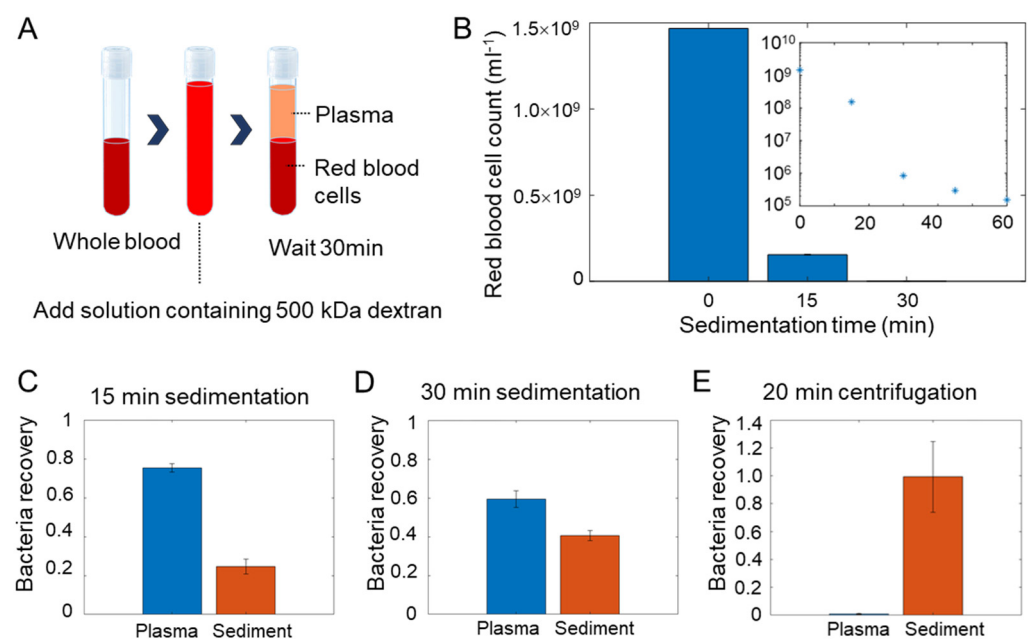 A
Plasma
Red blood
cells
Whole blood
Wait 30min
Add solution containing 500 kDa dextran
B
Red blood cell count (ml⁻¹)
1.5×10⁹
1.0×10⁹
0.5×10⁹
0
10¹⁰
10⁹
10⁸
10⁷
10⁶
10⁵
0 20 40 60
0 15 30
Sedimentation time (min)
C
15 min sedimentation
Bacteria recovery
1
0.8
0.6
0.4
0.2
0
Plasma Sediment
D
30 min sedimentation
Bacteria recovery
1
0.8
0.6
0.4
0.2
0
Plasma Sediment
E
20 min centrifugation
Bacteria recovery
1.4
1.2
1.0
0.8
0.6
0.4
0.2
0
Plasma Sediment